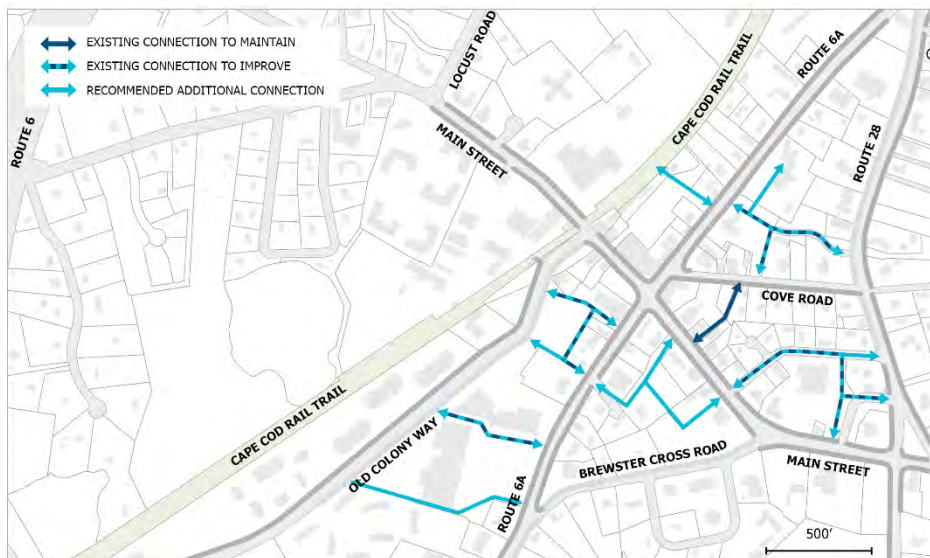 EXISTING CONNECTION TO MAINTAIN
EXISTING CONNECTION TO IMPROVE
RECOMMENDED ADDITIONAL CONNECTION
LOCUST ROAD
ROUTE 6A
CAPE COD RAIL TRAIL
ROUTE 6
MAIN STREET
ROUTE 28
COVE ROAD
CAPE COD RAIL TRAIL
OLD COLONY WAY
BREWSTER CROSS ROAD
MAIN STREET
ROUTE 6A
500'